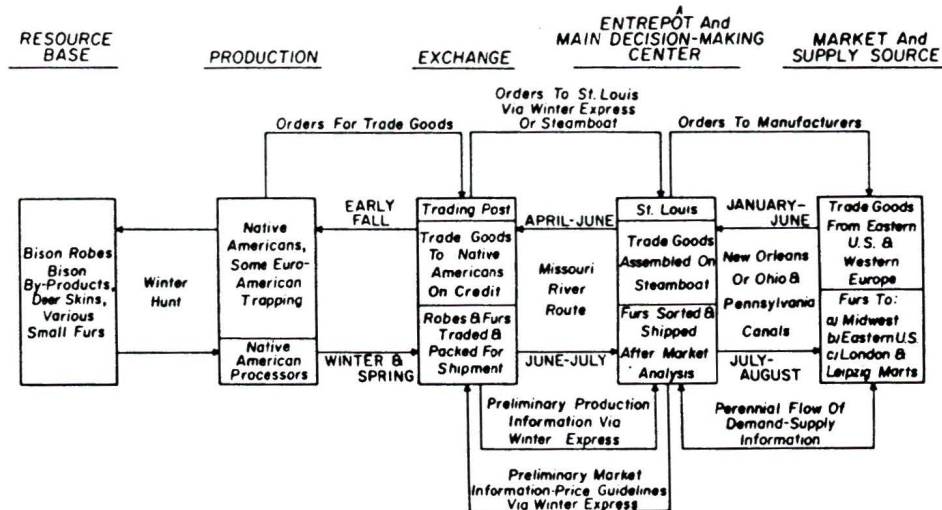 RESOURCE
BASE
PRODUCTION
EXCHANGE
ENTREPÔT And
MAIN DECISION-MAKING
CENTER
MARKET And
SUPPLY SOURCE
Orders For Trade Goods
Orders To St. Louis
Via Winter Express
Or Steamboat
Orders To Manufacturers
Bison Robes
Bison
By-Products,
Deer Skins,
Various
Small Furs
Winter
Hunt
Native
Americans,
Some Euro-
American
Trapping
Native
American
Processors
EARLY
FALL
WINTER &
SPRING
Trading Post
Trade Goods
To Native
Americans
On Credit
Robes & Furs
Traded &
Packed For
Shipment
APRIL-JUNE
Missouri
River
Route
JUNE-JULY
St. Louis
Trade Goods
Assembled On
Steamboat
Furs Sorted &
Shipped
After Market
Analysis
JANUARY-
JUNE
New Orleans
Or Ohio &
Pennsylvania
Canals
JULY-
AUGUST
Trade Goods
From Eastern
U.S. &
Western
Europe
Furs To:
a/ Midwest
b/Eastern U.S.
c/London &
Leipzig Marts
Preliminary Production
Information Via
Winter Express
Perennial Flow Of
Demand-Supply
Information
Preliminary Market
Information-Price Guidelines
Via Winter Express